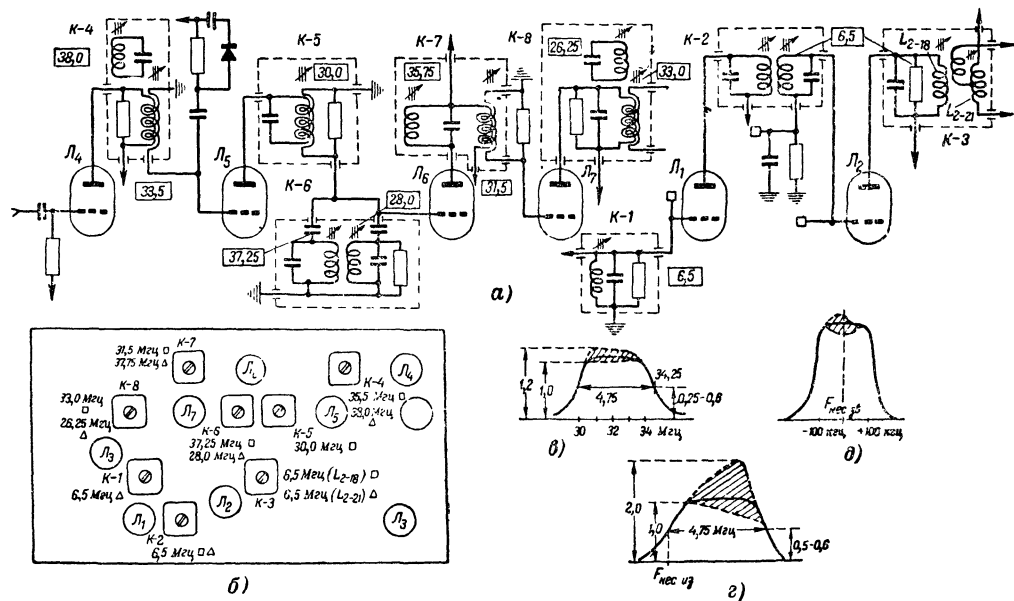 К-4
38,0
33,5
Л4
Л5
К-5
30,0
К-6
37,25
28,0
К-7
35,75
31,5
Л6
К-8
26,25
33,0
Л7
К-1
6,5
Л1
К-2
6,5
Л2
L2-18
L2-21
К-3
а)
К-7
31,5 Мгц □
37,75 Мгц △
К-8
33,0 Мгц □
26,25 Мгц △
Л7
К-6
37,25 Мгц □
28,0 Мгц △
К-5
30,0 Мгц □
Л5
К-4
35,5 Мгц □
39,0 Мгц △
Л4
Л3
К-1
6,5 Мгц △
Л1
К-2
6,5 Мгц □ △
Л2
К-3
6,5 Мгц (L2-18) □
6,5 Мгц (L2-21) △
Л3
б)
1,2
1,0
4,75
34,25
0,25-0,6
30 32 34 Мгц
в)
Fнес зв
-100 кгц +100 кгц
д)
2,0
1,0
4,75 Мгц
0,5-0,6
Fнес из
г)